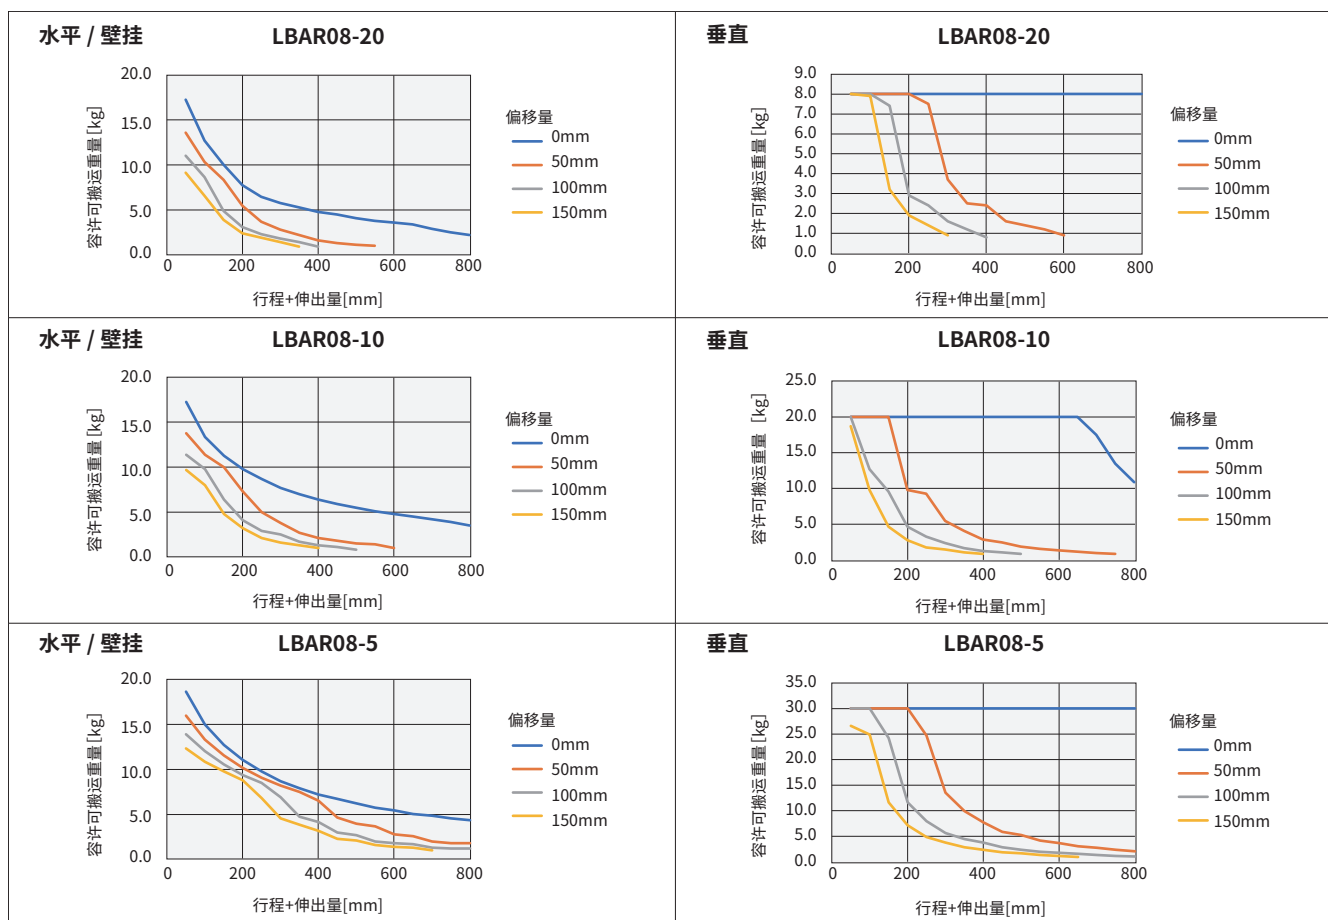 水平 / 壁挂 LBAR08-20
20.0
15.0
10.0
5.0
0.0
容许可搬运重量[kg]
0 200 400 600 800
行程+伸出量[mm]
偏移量
0mm
50mm
100mm
150mm
垂直 LBAR08-20
9.0
8.0
7.0
6.0
5.0
4.0
3.0
2.0
1.0
0.0
容许可搬运重量[kg]
0 200 400 600 800
行程+伸出量[mm]
偏移量
0mm
50mm
100mm
150mm
水平 / 壁挂 LBAR08-10
20.0
15.0
10.0
5.0
0.0
容许可搬运重量[kg]
0 200 400 600 800
行程+伸出量[mm]
偏移量
0mm
50mm
100mm
150mm
垂直 LBAR08-10
25.0
20.0
15.0
10.0
5.0
0.0
容许可搬运重量 [kg]
0 200 400 600 800
行程+伸出量[mm]
偏移量
0mm
50mm
100mm
150mm
水平 / 壁挂 LBAR08-5
20.0
15.0
10.0
5.0
0.0
容许可搬运重量[kg]
0 200 400 600 800
行程+伸出量[mm]
偏移量
0mm
50mm
100mm
150mm
垂直 LBAR08-5
35.0
30.0
25.0
20.0
15.0
10.0
5.0
0.0
容许可搬运重量[kg]
0 200 400 600 800
行程+伸出量[mm]
偏移量
0mm
50mm
100mm
150mm